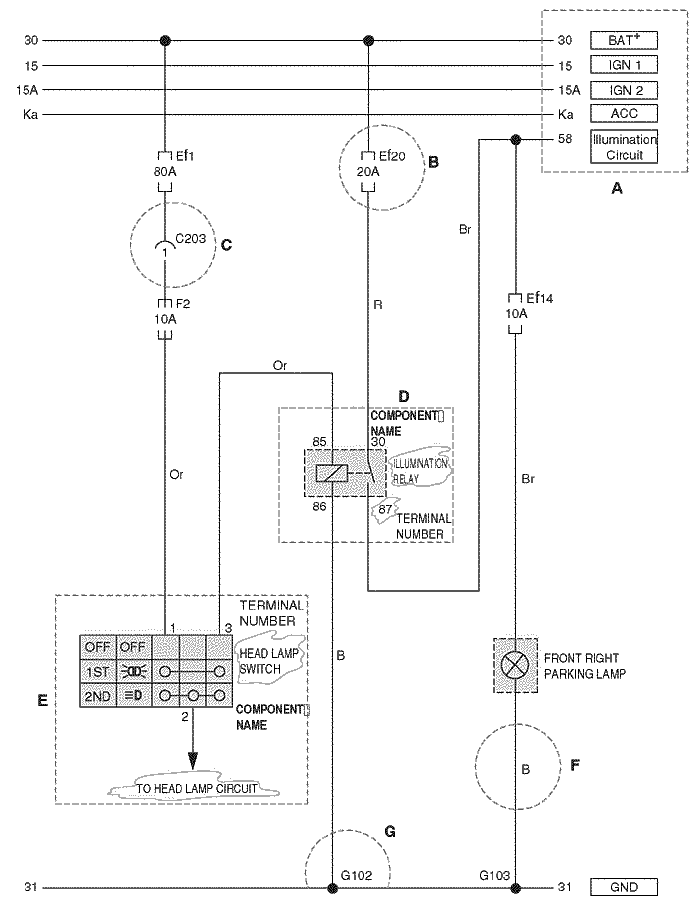 30
30
BAT+
15
15
IGN 1
15A
15A
IGN 2
Ka
Ka
ACC
58
Illumination
Circuit
A
Ef1
80A
Ef20
20A
B
C203
1
C
Br
F2
10A
R
Ef14
10A
Or
D
COMPONENT
NAME
85
30
ILLUMINATION
RELAY
Or
Br
86
87
TERMINAL
NUMBER
TERMINAL
NUMBER
1
3
OFF
OFF
HEAD LAMP
SWITCH
1ST
2ND
E
COMPONENT
NAME
2
B
FRONT RIGHT
PARKING LAMP
TO HEAD LAMP CIRCUIT
B
F
G
G102
G103
31
31
GND